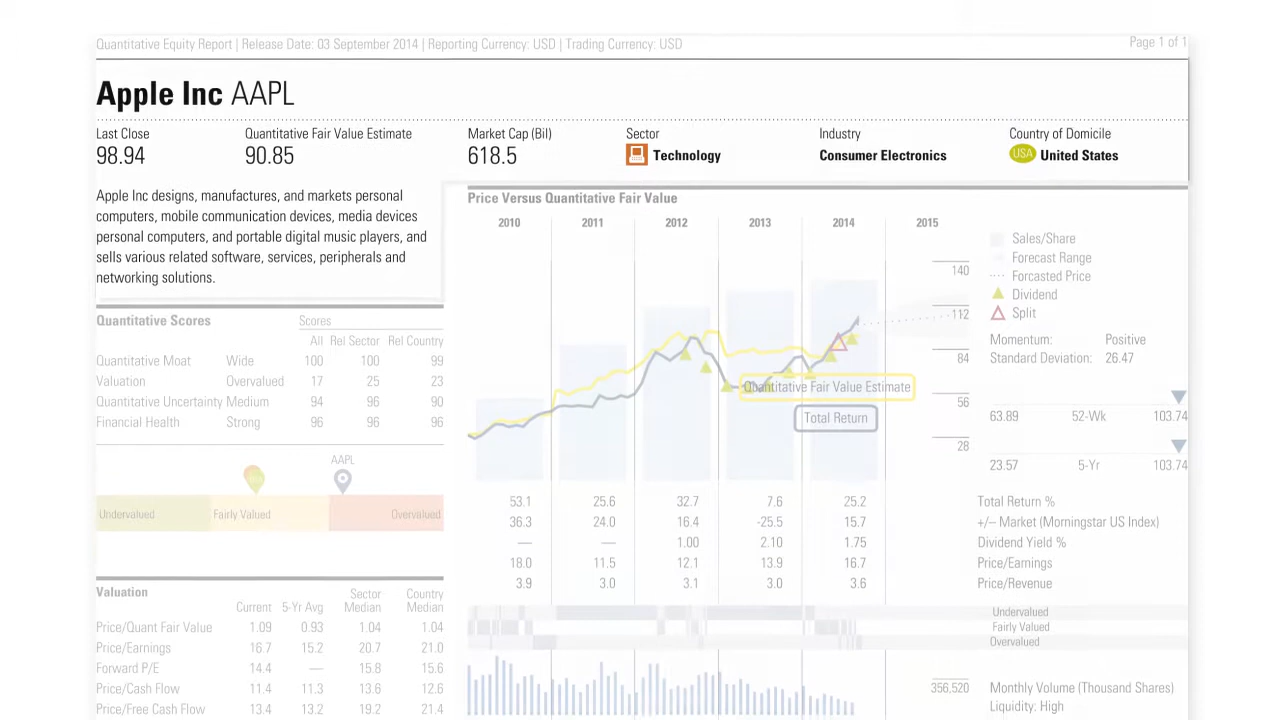 Quantitative Equity Report | Release Date: 03 September 2014 | Reporting Currency: USD | Trading Currency: USD Page 1 of 1
Apple Inc AAPL
Last Close Quantitative Fair Value Estimate Market Cap (Bil) Sector Industry Country of Domicile
98.94 90.85 618.5 Technology Consumer Electronics USA United States
Apple Inc designs, manufactures, and markets personal
computers, mobile communication devices, media devices
personal computers, and portable digital music players, and
sells various related software, services, peripherals and
networking solutions.
Quantitative Scores Scores
All Rel Sector Rel Country
Quantitative Moat Wide 100 100 99
Valuation Overvalued 17 25 23
Quantitative Uncertainty Medium 94 96 90
Financial Health Strong 96 96 96
AAPL
Undervalued Fairly Valued Overvalued
Valuation
Current 5-Yr Avg Sector Median Country Median
Price/Quant Fair Value 1.09 0.93 1.04 1.04
Price/Earnings 16.7 15.2 20.7 21.0
Forward P/E 14.4 — 15.8 15.6
Price/Cash Flow 11.4 11.3 13.6 12.6
Price/Free Cash Flow 13.4 13.2 19.2 21.4
Price Versus Quantitative Fair Value
2010 2011 2012 2013 2014 2015
140
112
84
56
28
Quantitative Fair Value Estimate
Total Return
Sales/Share
Forecast Range
Forcasted Price
Dividend
Split
Momentum: Positive
Standard Deviation: 26.47
63.89 52-Wk 103.74
23.57 5-Yr 103.74
53.1 25.6 32.7 7.6 25.2 Total Return %
36.3 24.0 16.4 -25.5 15.7 +/– Market (Morningstar US Index)
— — 1.00 2.10 1.75 Dividend Yield %
18.0 11.5 12.1 13.9 16.7 Price/Earnings
3.9 3.0 3.1 3.0 3.6 Price/Revenue
Undervalued
Fairly Valued
Overvalued
356,520 Monthly Volume (Thousand Shares)
Liquidity: High